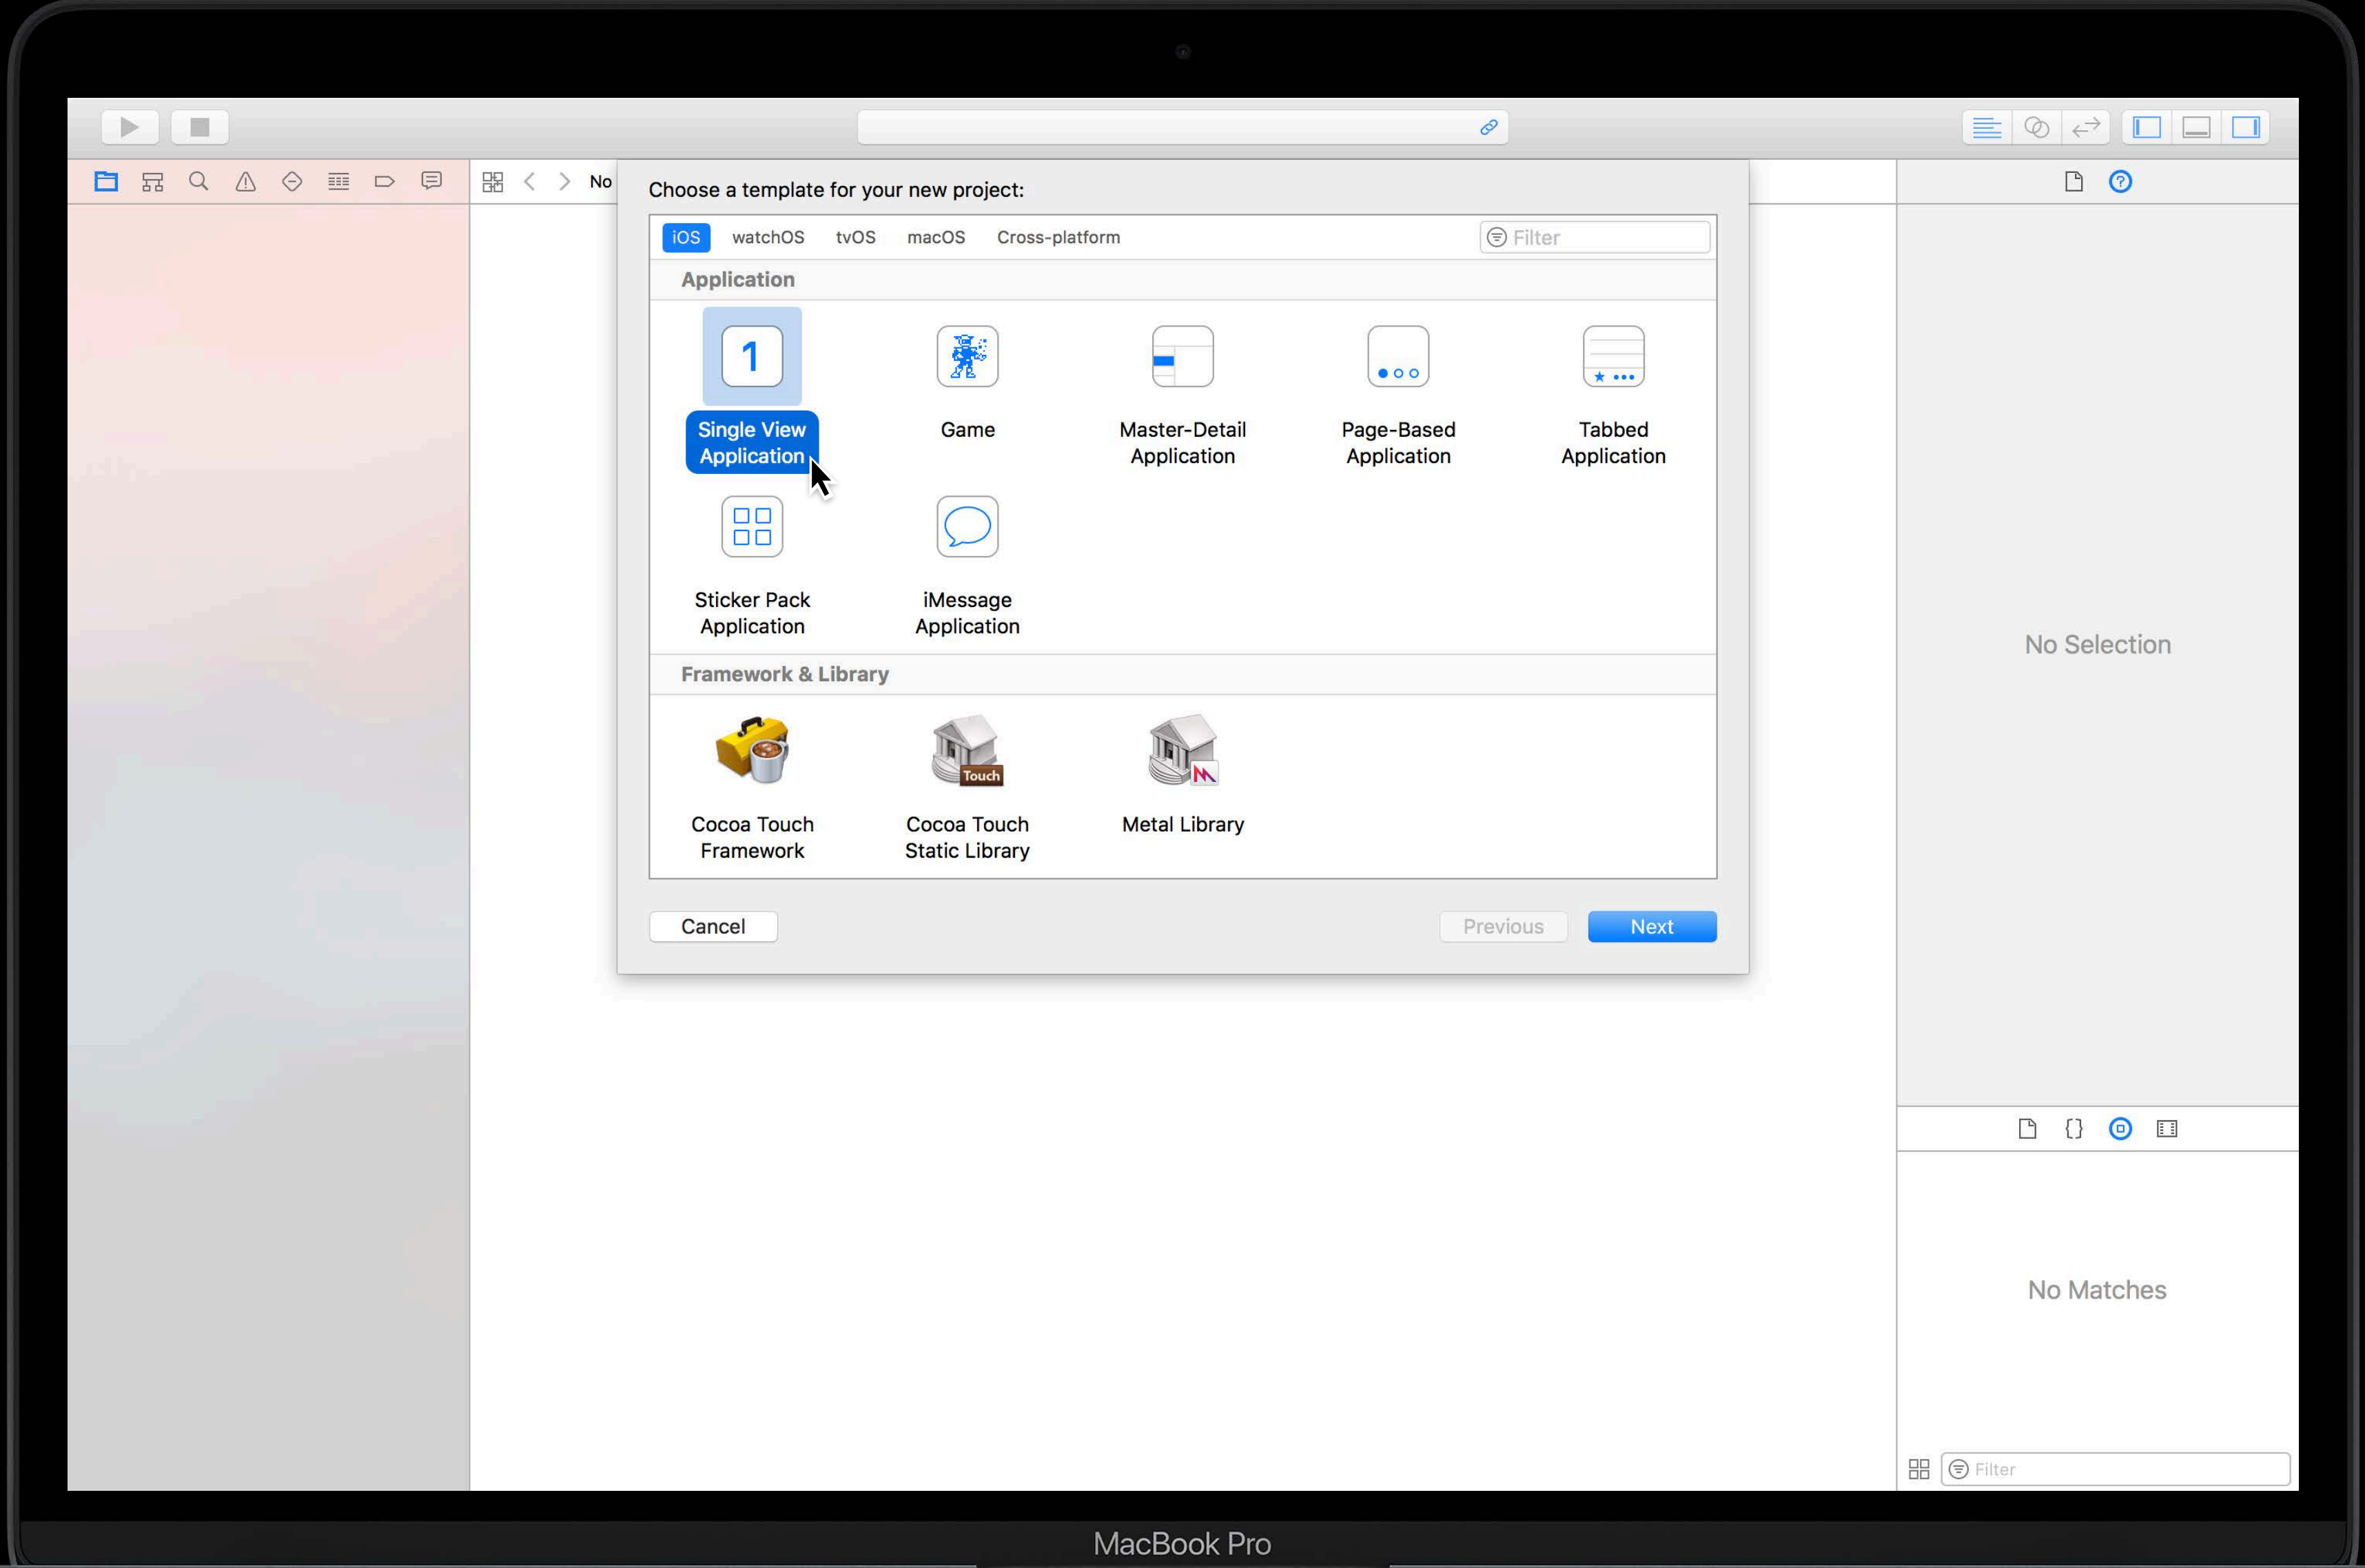 No
Choose a template for your new project:
iOS watchOS tvOS macOS Cross-platform
Filter
Application
1
Single View
Application
Game
Master-Detail
Application
Page-Based
Application
Tabbed
Application
Sticker Pack
Application
iMessage
Application
Framework & Library
Cocoa Touch
Framework
Touch
Cocoa Touch
Static Library
Metal Library
Cancel
Previous
Next
No Selection
{}
No Matches
Filter
MacBook Pro